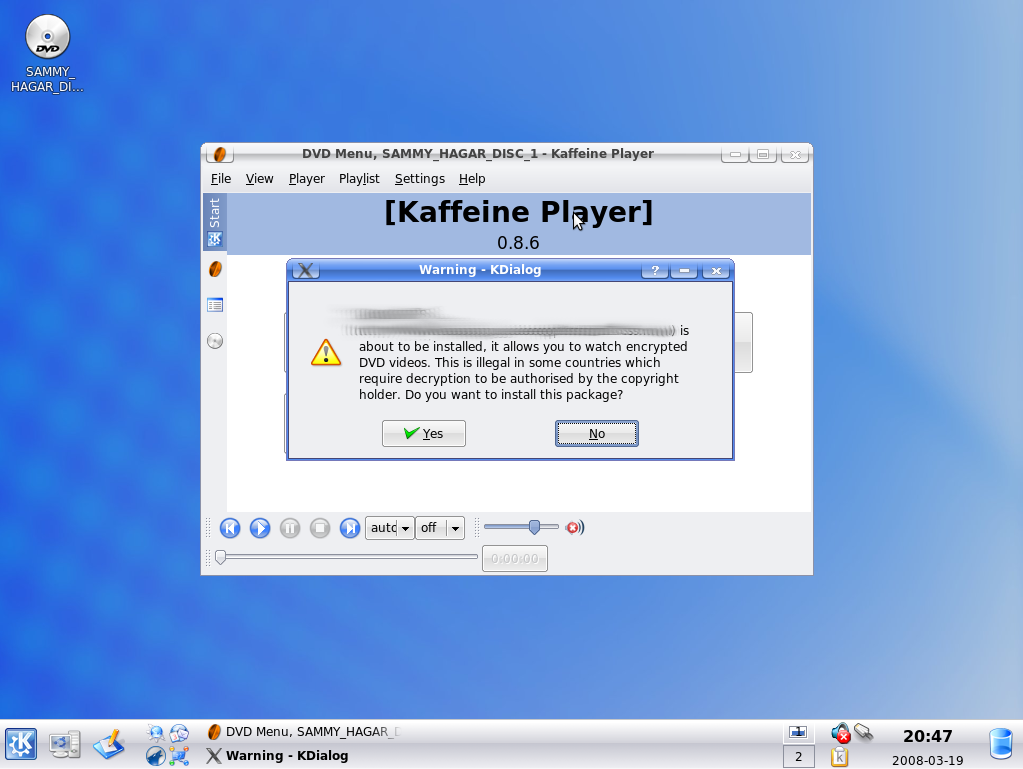 DVD
SAMMY_
HAGAR_DI...
DVD Menu, SAMMY_HAGAR_DISC_1 - Kaffeine Player
File View Player Playlist Settings Help
Start
[Kaffeine Player]
0.8.6
Warning - KDialog
) is
about to be installed, it allows you to watch encrypted
DVD videos. This is illegal in some countries which
require decryption to be authorised by the copyright
holder. Do you want to install this package?
Yes No
auto off
0:00:00
DVD Menu, SAMMY_HAGAR_D
Warning - KDialog
2
20:47
2008-03-19